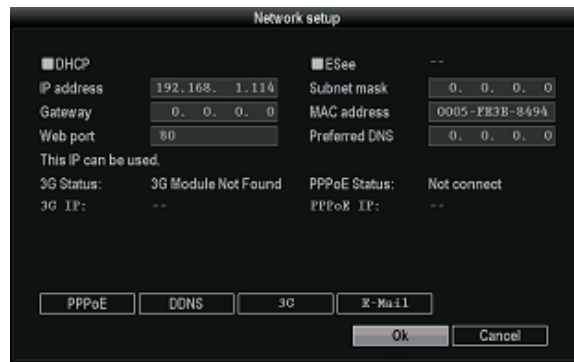 Network setup
DHCP ESee --
IP address 192.168. 1.114 Subnet mask 0. 0. 0. 0
Gateway 0. 0. 0. 0 MAC address 0005-FE3B-8494
Web port 80 Preferred DNS 0. 0. 0. 0
This IP can be used.
3G Status: 3G Module Not Found PPPoE Status: Not connect
3G IP: -- PPPoE IP: --
PPPoE DDNS 3G E-Mail
Ok Cancel